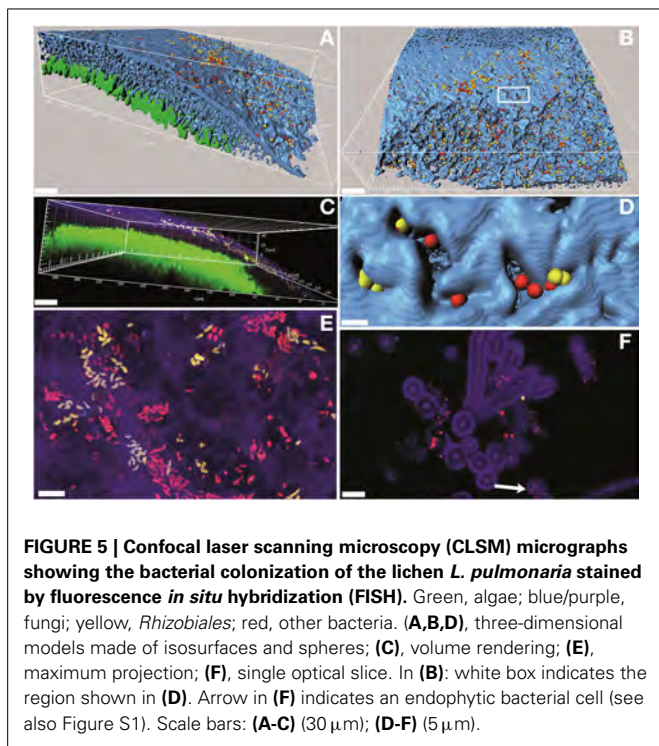 A
B
C
D
E
F
FIGURE 5 | Confocal laser scanning microscopy (CLSM) micrographs
showing the bacterial colonization of the lichen L. pulmonaria stained
by fluorescence in situ hybridization (FISH). Green, algae; blue/purple,
fungi; yellow, Rhizobiales; red, other bacteria. (A,B,D), three-dimensional
models made of isosurfaces and spheres; (C), volume rendering; (E),
maximum projection; (F), single optical slice. In (B): white box indicates the
region shown in (D). Arrow in (F) indicates an endophytic bacterial cell (see
also Figure S1). Scale bars: (A-C) (30 μm); (D-F) (5 μm).